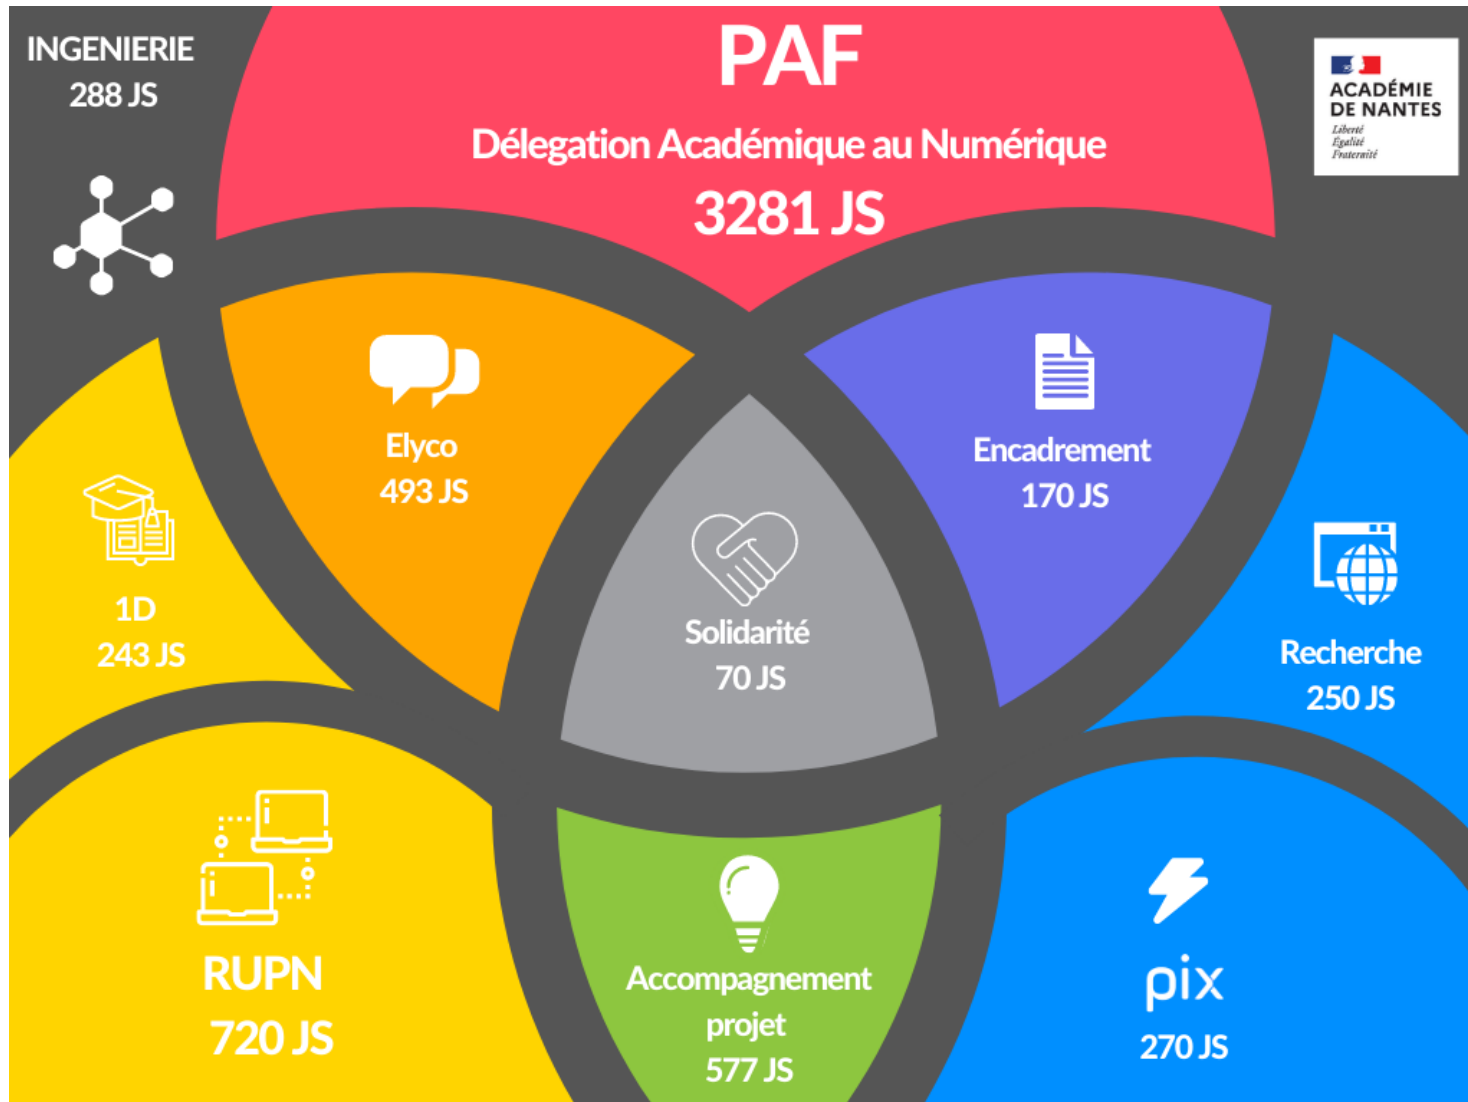 INGENIERIE
288 JS
PAF
Délegation Académique au Numérique
3281 JS
ACADÉMIE
DE NANTES
Liberté
Égalité
Fraternité
Elyco
493 JS
Encadrement
170 JS
1D
243 JS
Solidarité
70 JS
Recherche
250 JS
RUPN
720 JS
Accompagnement
projet
577 JS
pix
270 JS